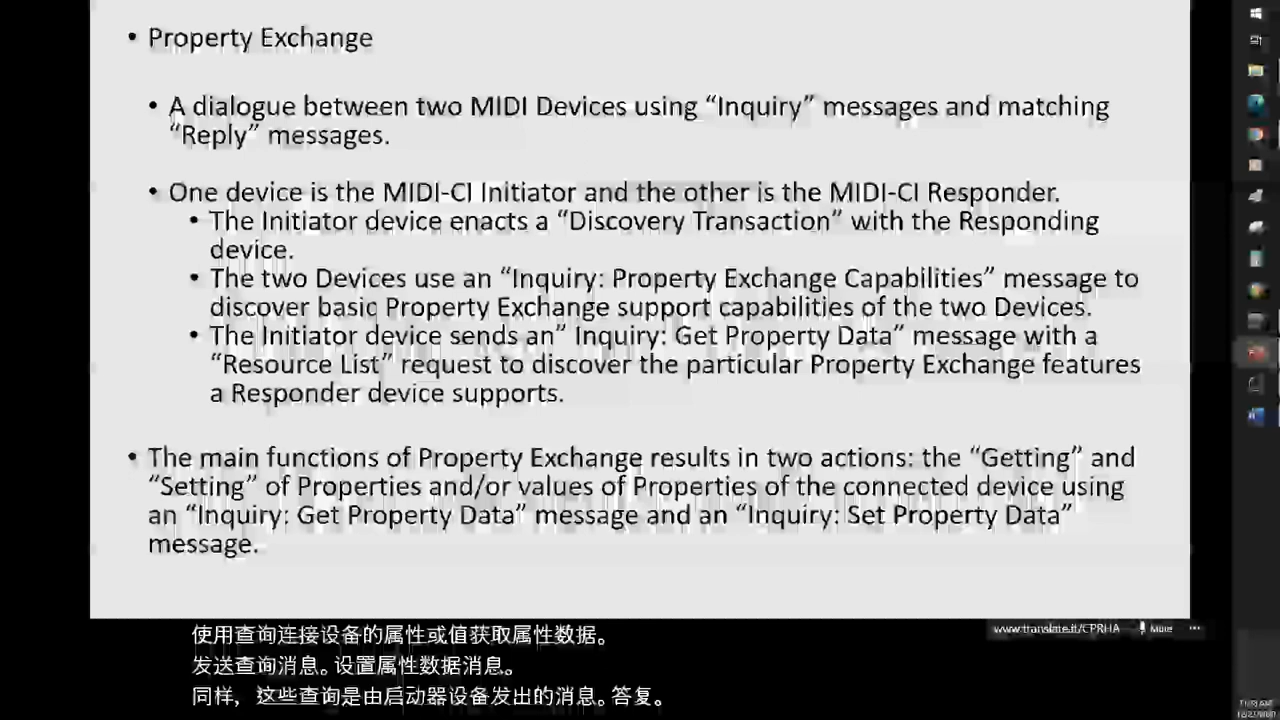 • Property Exchange
• A dialogue between two MIDI Devices using “Inquiry” messages and matching
“Reply” messages.
• One device is the MIDI-CI Initiator and the other is the MIDI-CI Responder.
• The Initiator device enacts a “Discovery Transaction” with the Responding
device.
• The two Devices use an “Inquiry: Property Exchange Capabilities” message to
discover basic Property Exchange support capabilities of the two Devices.
• The Initiator device sends an” Inquiry: Get Property Data” message with a
“Resource List” request to discover the particular Property Exchange features
a Responder device supports.
• The main functions of Property Exchange results in two actions: the “Getting” and
“Setting” of Properties and/or values of Properties of the connected device using
an “Inquiry: Get Property Data” message and an “Inquiry: Set Property Data”
message.
使用查询连接设备的属性或值获取属性数据。
www.translate.it/CPRHA More ···
发送查询消息。设置属性数据消息。
同样，这些查询是由启动器设备发出的消息。答复。